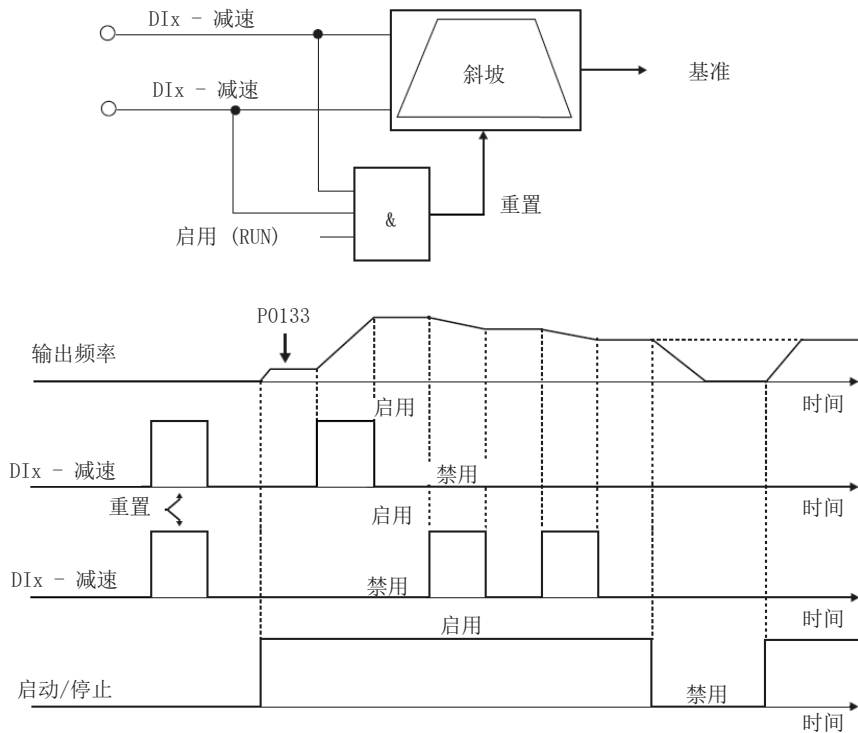 DIx - 减速
斜坡
基准
DIx - 减速
&
重置
启用 (RUN)
P0133
输出频率
时间
启用
DIx - 减速
禁用
时间
重置
启用
DIx - 减速
禁用
时间
启用
启动/停止
禁用
时间